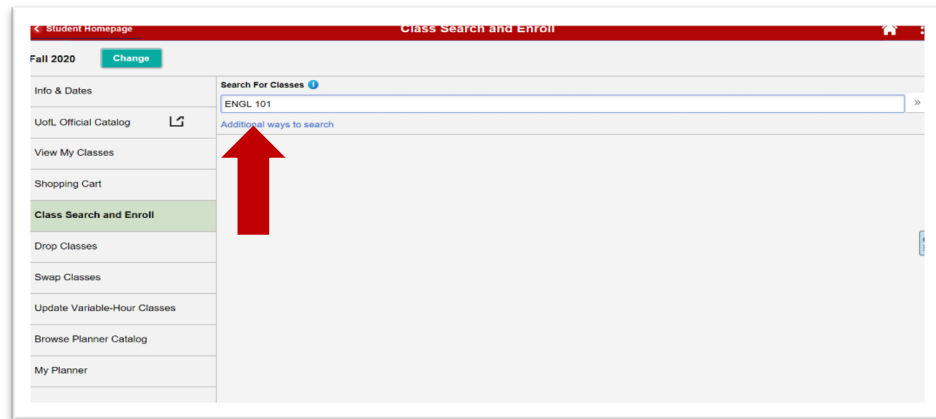 Student Homepage
Class Search and Enroll
Fall 2020
Change
Info & Dates
UofL Official Catalog
View My Classes
Shopping Cart
Class Search and Enroll
Drop Classes
Swap Classes
Update Variable-Hour Classes
Browse Planner Catalog
My Planner
Search For Classes
ENGL 101
Additional ways to search